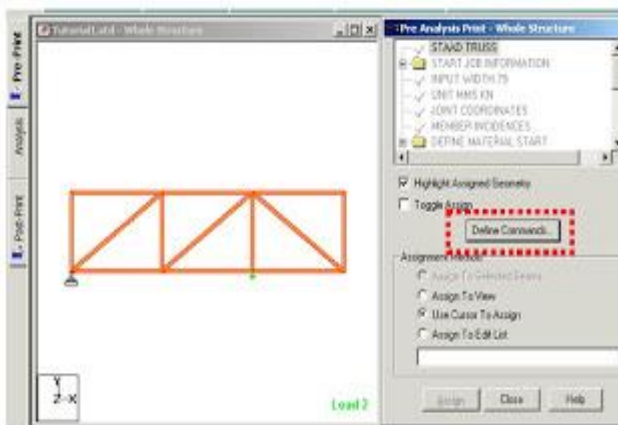 Tutorial1.std - Whole Structure
Pre Analysis Print - Whole Structure
Pre-Print
Analysis
Post-Print
STAAD TRUSS
START JOB INFORMATION
INPUT WIDTH 79
UNIT MMS KN
JOINT COORDINATES
MEMBER INCIDENCES
DEFINE MATERIAL START
Highlight Assigned Geometry
Toggle Assign
Define Commands...
Assignment Method
Assign To Selected Beams
Assign To View
Use Cursor To Assign
Assign To Edit List
Assign Close Help
Y
Z-X
Load 2